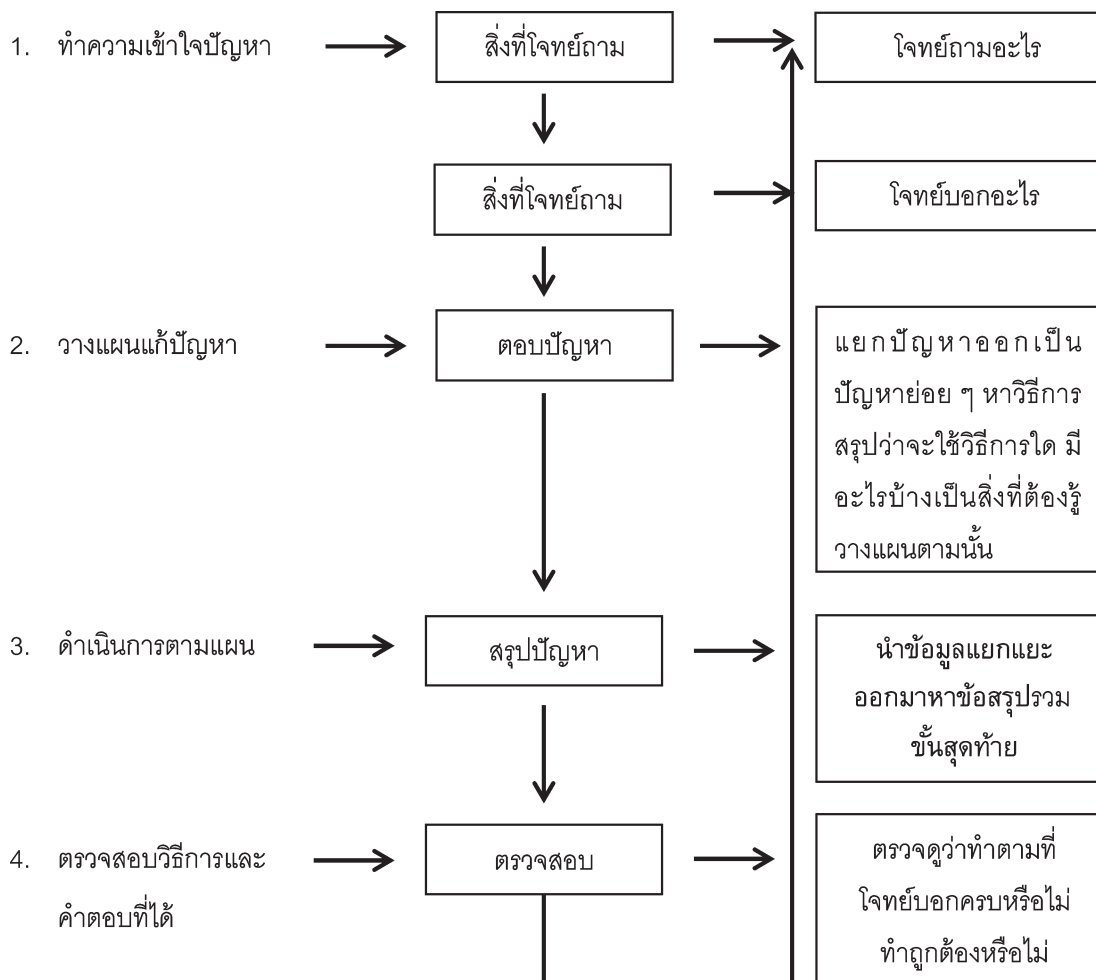 1. ทำความเข้าใจปัญหา
สิ่งที่โจทย์ถาม
โจทย์ถามอะไร
สิ่งที่โจทย์ถาม
โจทย์บอกอะไร
2. วางแผนแก้ปัญหา
ตอบปัญหา
แยกปัญหาออกเป็น
ปัญหาย่อย ๆ หาวิธีการ
สรุปว่าจะใช้วิธีการใด มี
อะไรบ้างเป็นสิ่งที่ต้องรู้
วางแผนตามนั้น
3. ดำเนินการตามแผน
สรุปปัญหา
นำข้อมูลแยกแยะ
ออกมาหาข้อสรุปรวม
ขั้นสุดท้าย
4. ตรวจสอบวิธีการและ
คำตอบที่ได้
ตรวจสอบ
ตรวจดูว่าทำตามที่
โจทย์บอกครบหรือไม่
ทำถูกต้องหรือไม่